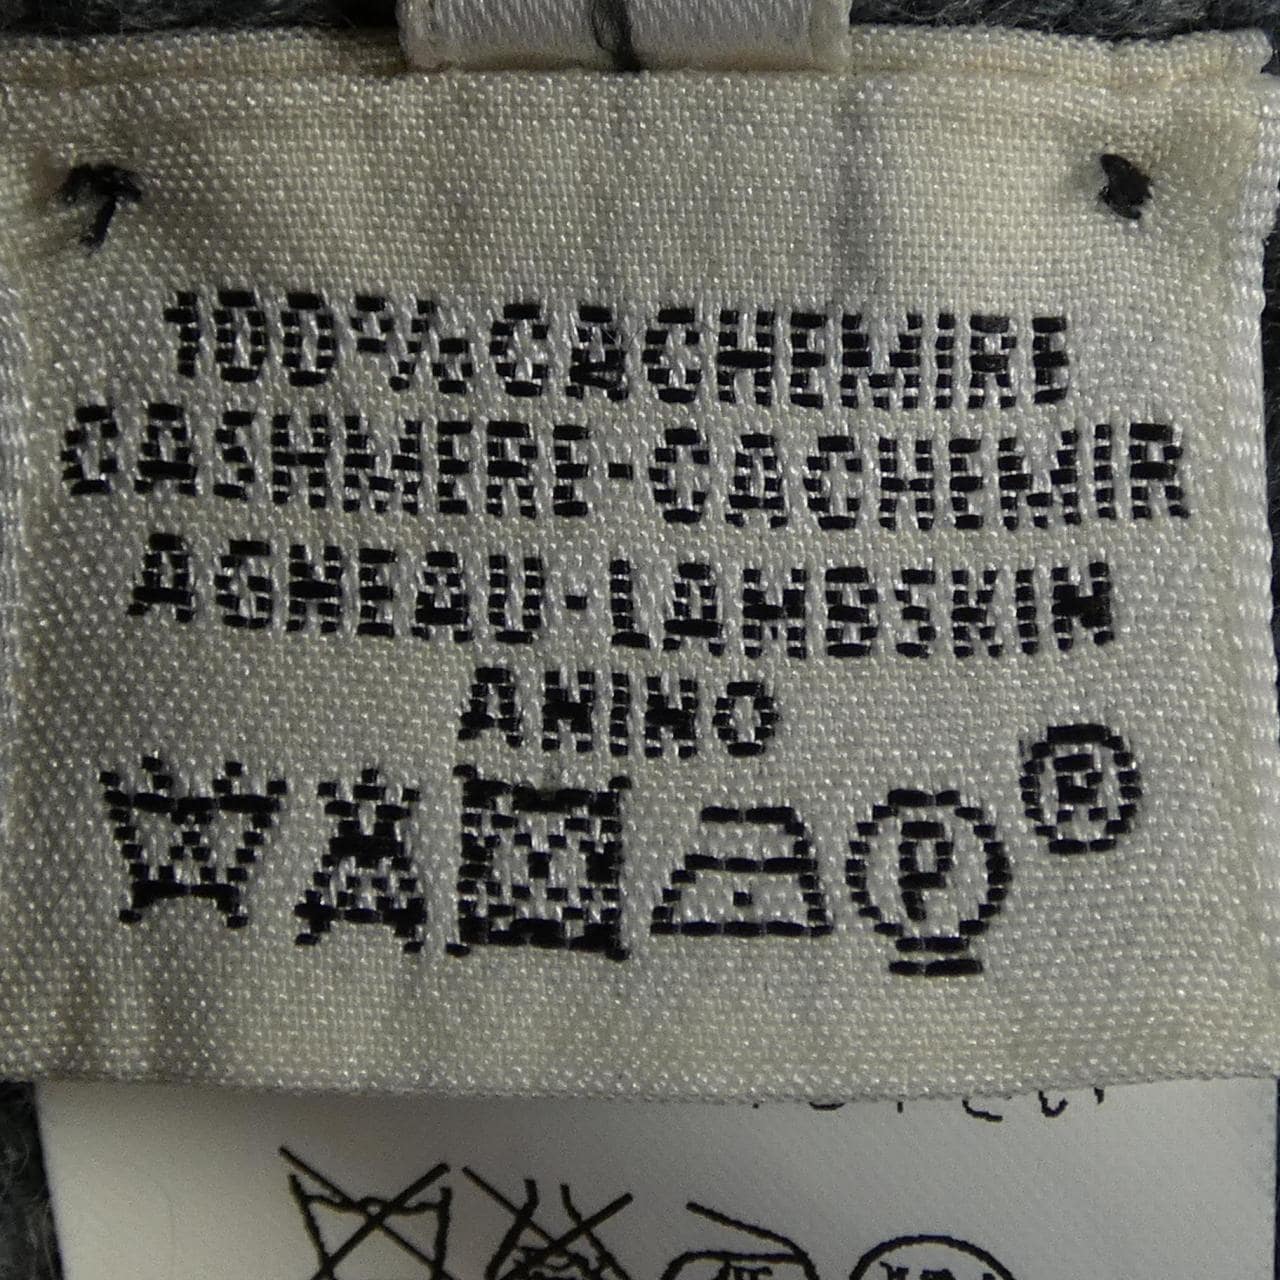 100%CACHEMIRE
CASHMERE-CACHEMIR
AGNEAU-LAMBSKIN
ANINO
P
®